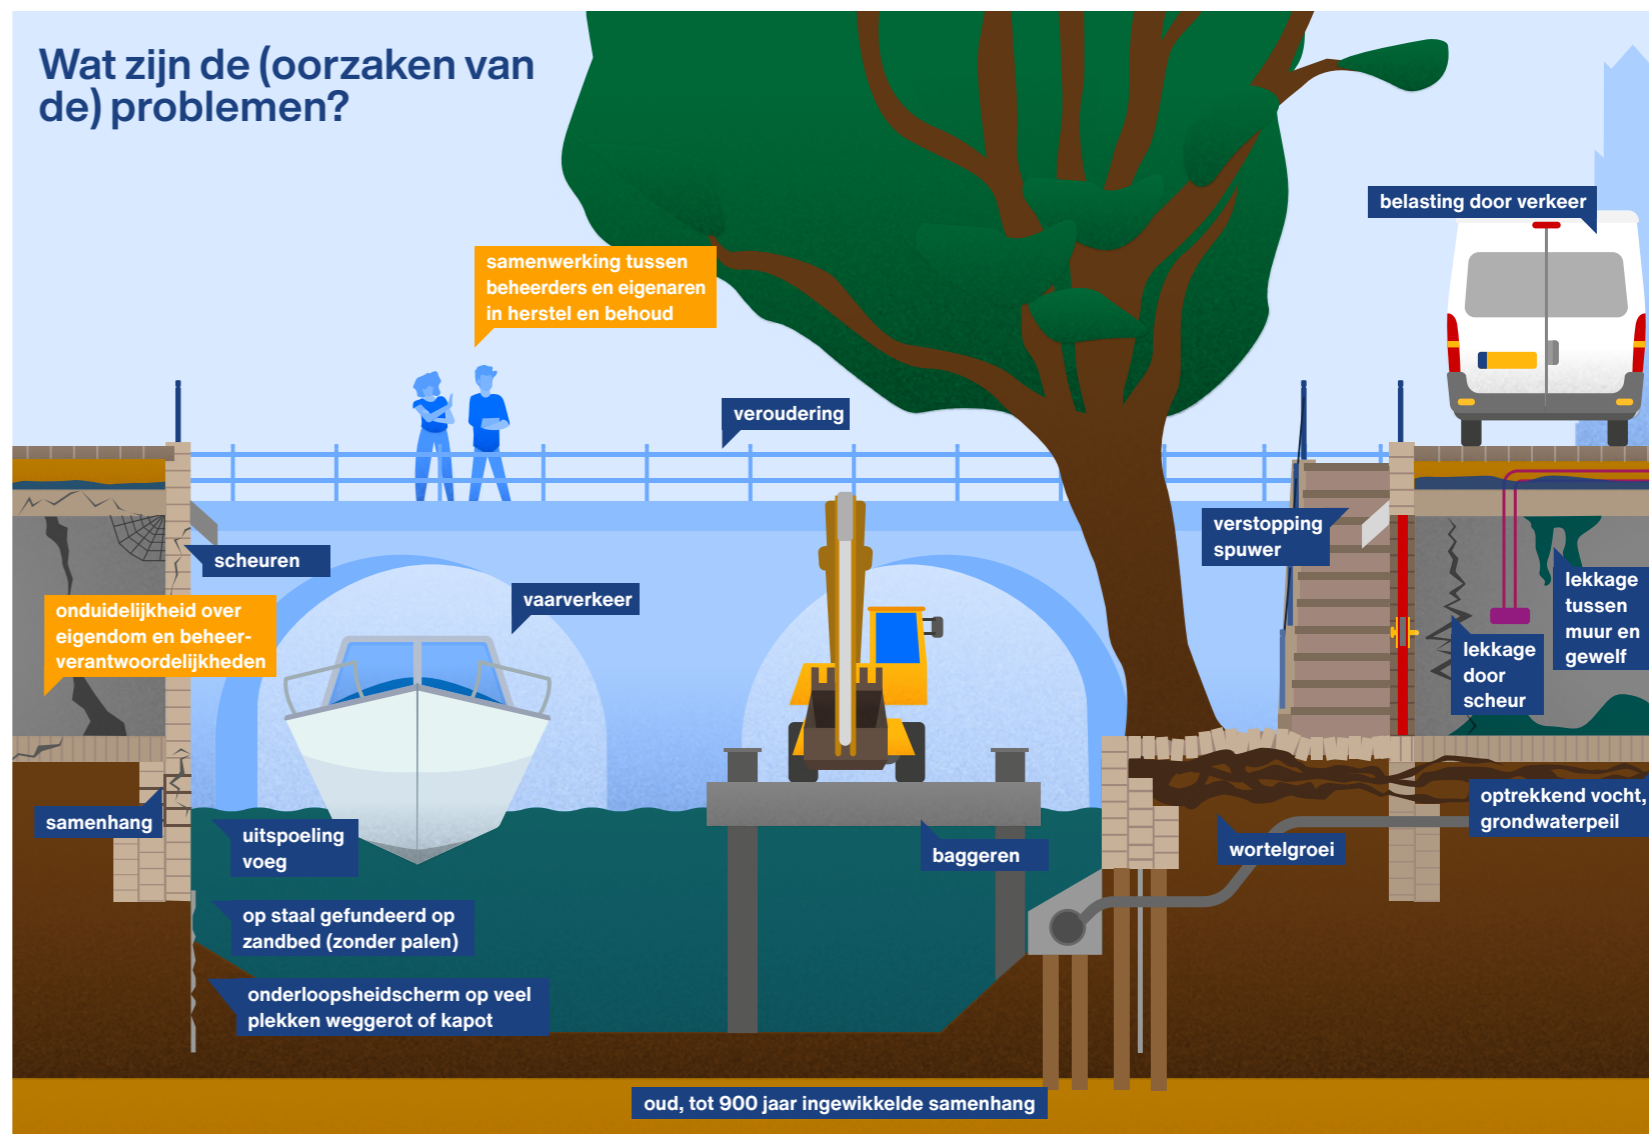 Wat zijn de (oorzaken van
de) problemen?
belasting door verkeer
samenwerking tussen
beheerders en eigenaren
in herstel en behoud
veroudering
verstopping
spuwer
scheuren
vaarverkeer
onduidelijkheid over
eigendom en beheer-
verantwoordelijkheden
lekkage
tussen
muur en
gewelf
lekkage
door
scheur
samenhang
uitspoeling
voeg
baggeren
wortelgroei
optrekkend vocht,
grondwaterpeil
op staal gefundeerd op
zandbed (zonder palen)
onderloopsheidscherm op veel
plekken weggerot of kapot
oud, tot 900 jaar ingewikkelde samenhang